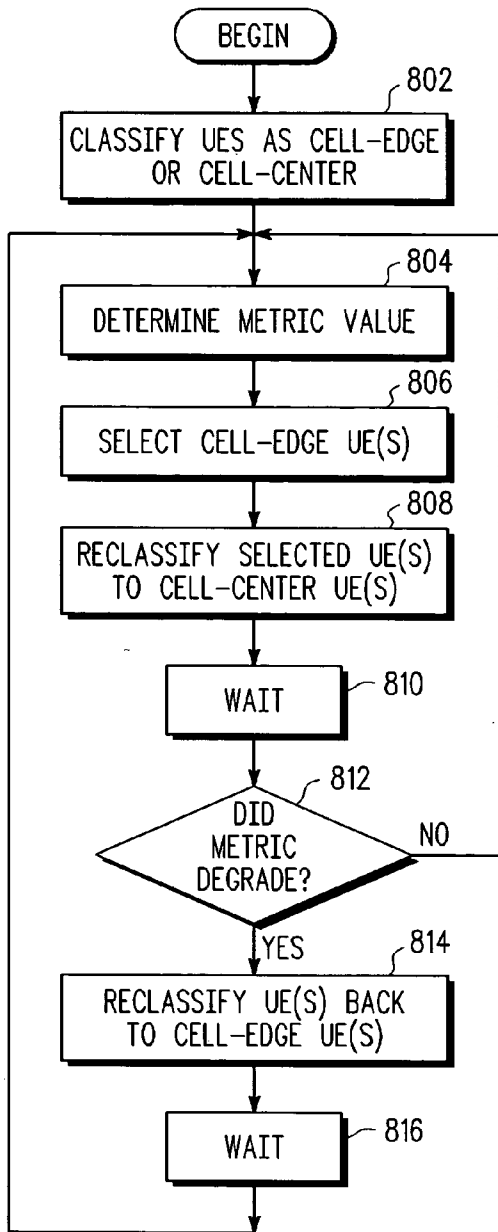 BEGIN
802
CLASSIFY UES AS CELL-EDGE
OR CELL-CENTER
804
DETERMINE METRIC VALUE
806
SELECT CELL-EDGE UE(S)
808
RECLASSIFY SELECTED UE(S)
TO CELL-CENTER UE(S)
810
WAIT
812
DID
METRIC
DEGRADE?
NO
YES
814
RECLASSIFY UE(S) BACK
TO CELL-EDGE UE(S)
816
WAIT